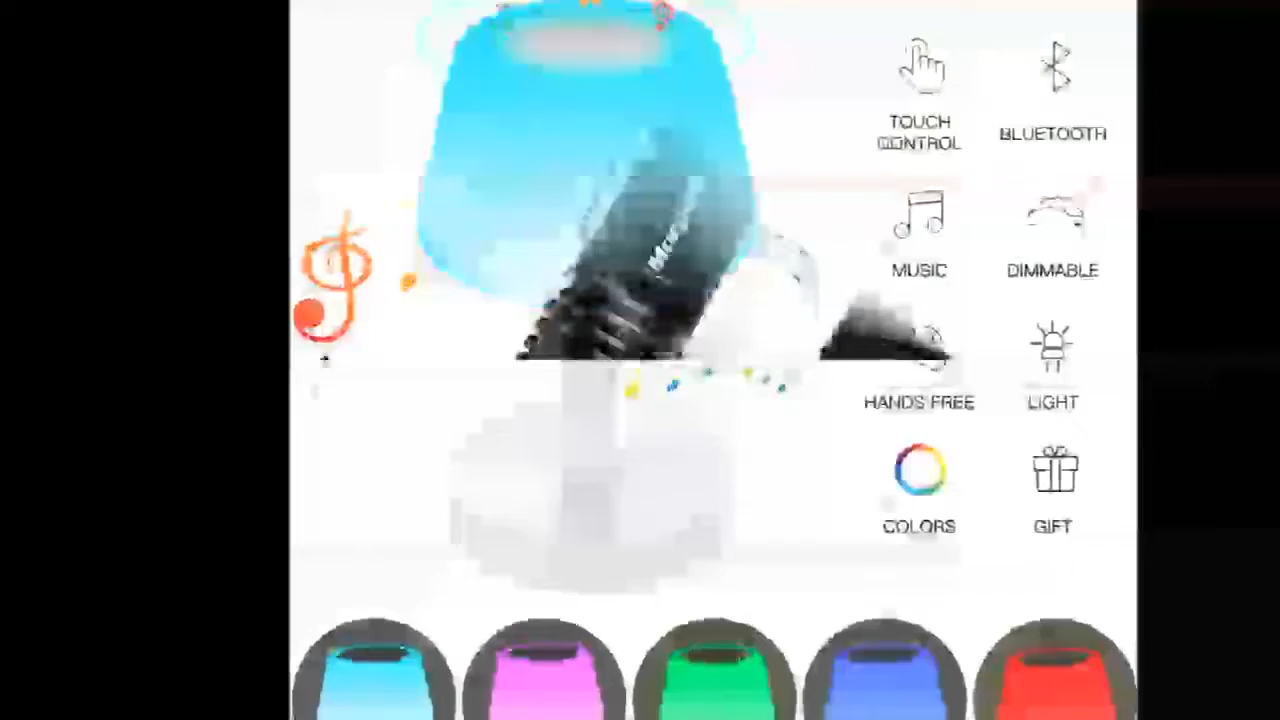 TOUCH
CONTROL
BLUETOOTH
MUSIC
DIMMABLE
HANDS FREE
LIGHT
COLORS
GIFT